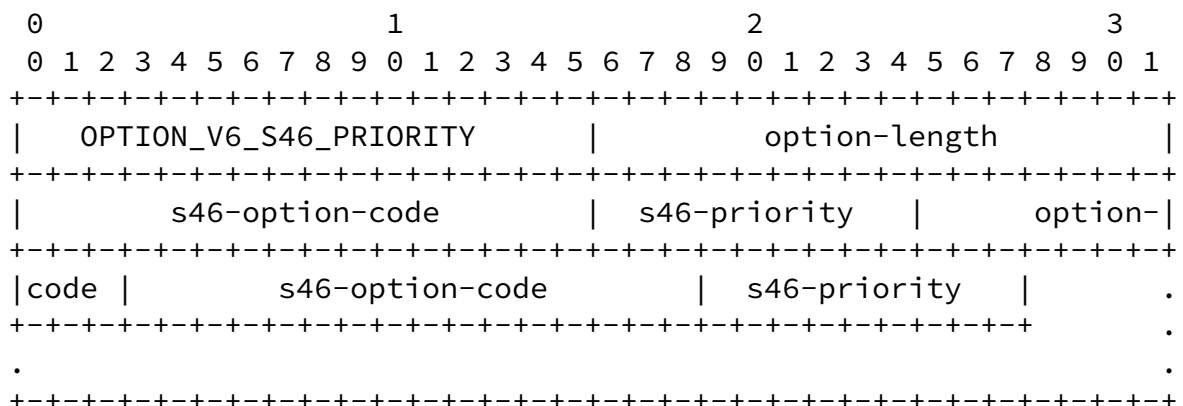 0                   1                   2                   3
 0 1 2 3 4 5 6 7 8 9 0 1 2 3 4 5 6 7 8 9 0 1 2 3 4 5 6 7 8 9 0 1
+-+-+-+-+-+-+-+-+-+-+-+-+-+-+-+-+-+-+-+-+-+-+-+-+-+-+-+-+-+-+-+-+
|   OPTION_V6_S46_PRIORITY      |         option-length         |
+-+-+-+-+-+-+-+-+-+-+-+-+-+-+-+-+-+-+-+-+-+-+-+-+-+-+-+-+-+-+-+-+
|        s46-option-code        |  s46-priority   |      option-|
+-+-+-+-+-+-+-+-+-+-+-+-+-+-+-+-+-+-+-+-+-+-+-+-+-+-+-+-+-+-+-+-+
|code |        s46-option-code        |  s46-priority   |       .
+-+-+-+-+-+-+-+-+-+-+-+-+-+-+-+-+-+-+-+-+-+-+-+-+-+-+-+-+       .
.                                                               .
+-+-+-+-+-+-+-+-+-+-+-+-+-+-+-+-+-+-+-+-+-+-+-+-+-+-+-+-+-+-+-+-+